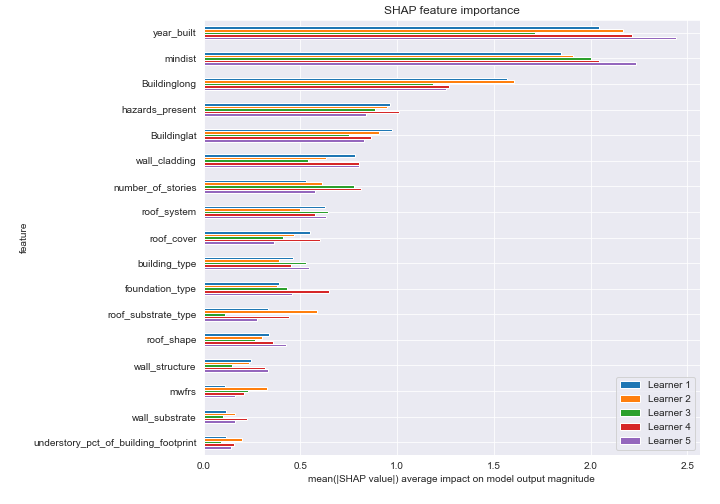 SHAP feature importance
year_built
mindist
Buildinglong
hazards_present
Buildinglat
wall_cladding
number_of_stories
roof_system
roof_cover
building_type
foundation_type
roof_substrate_type
roof_shape
wall_structure
mwfrs
wall_substrate
understory_pct_of_building_footprint
feature
Learner 1
Learner 2
Learner 3
Learner 4
Learner 5
0.0 0.5 1.0 1.5 2.0 2.5
mean(|SHAP value|) average impact on model output magnitude